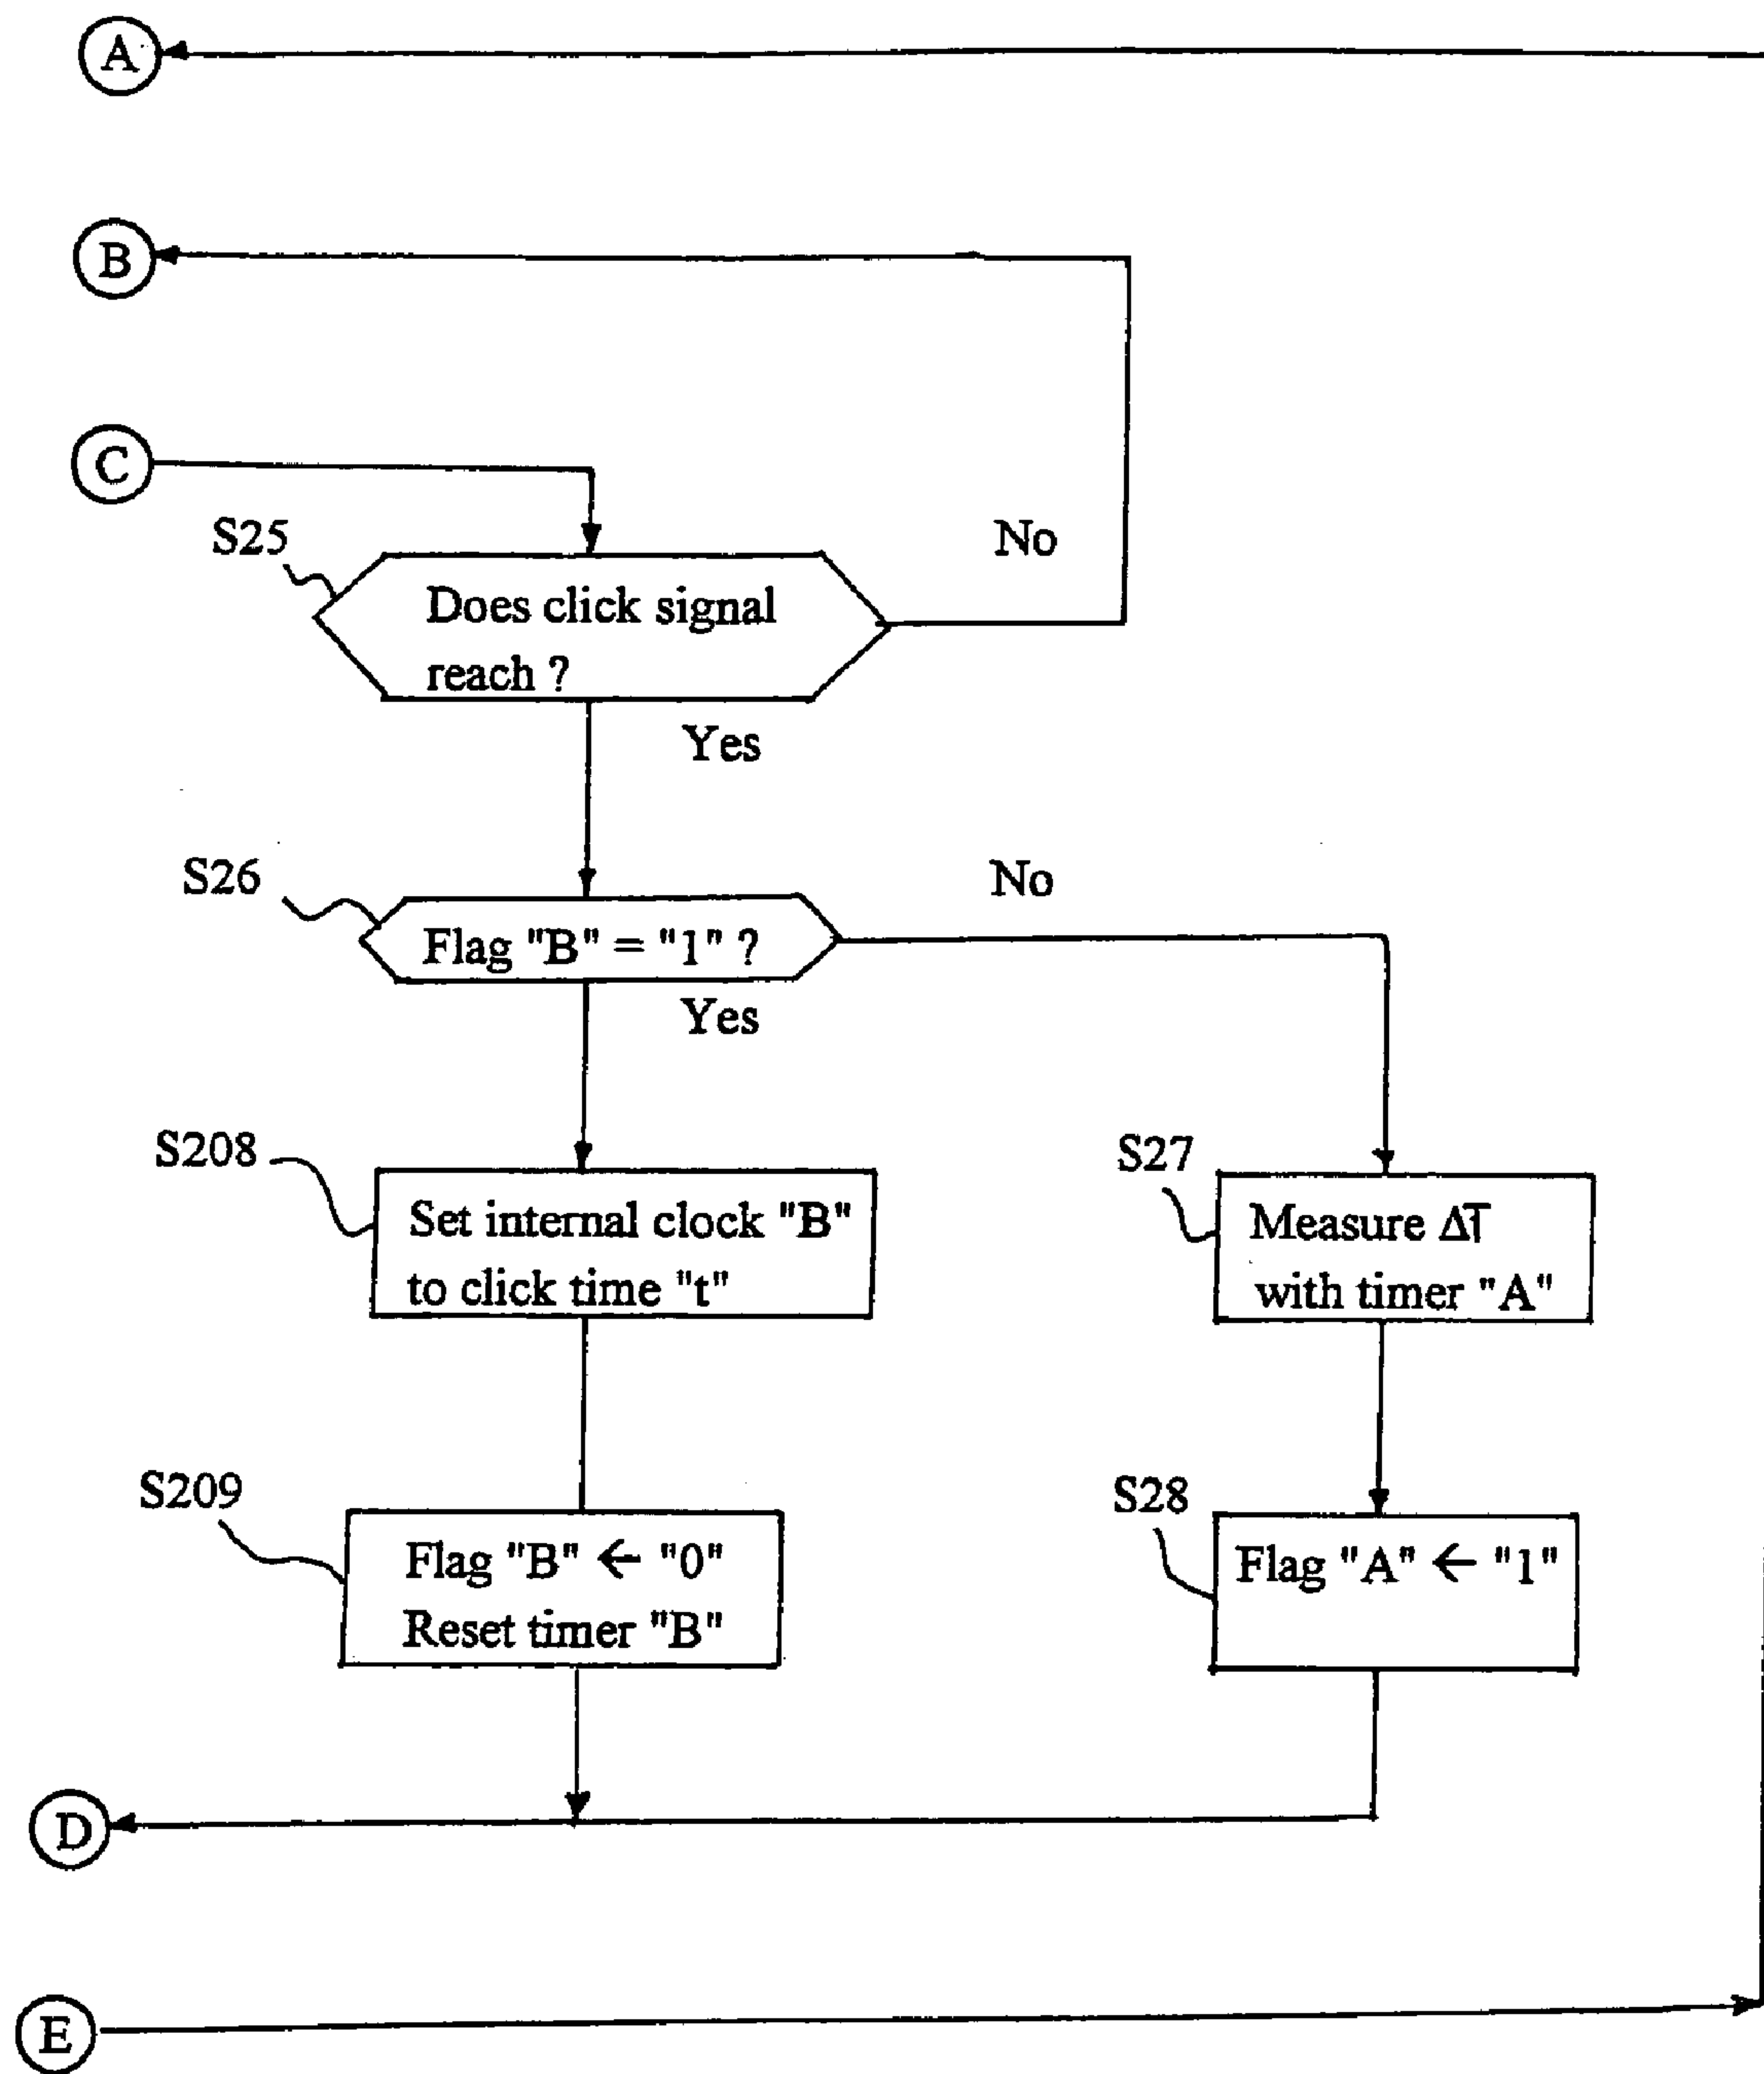 A
B
C
S25
No
Does click signal
reach ?
Yes
S26
No
Flag "B" = "1" ?
Yes
S208
Set internal clock "B"
to click time "t"
S27
Measure ΔT
with timer "A"
S209
Flag "B" ← "0"
Reset timer "B"
S28
Flag "A" ← "1"
D
E